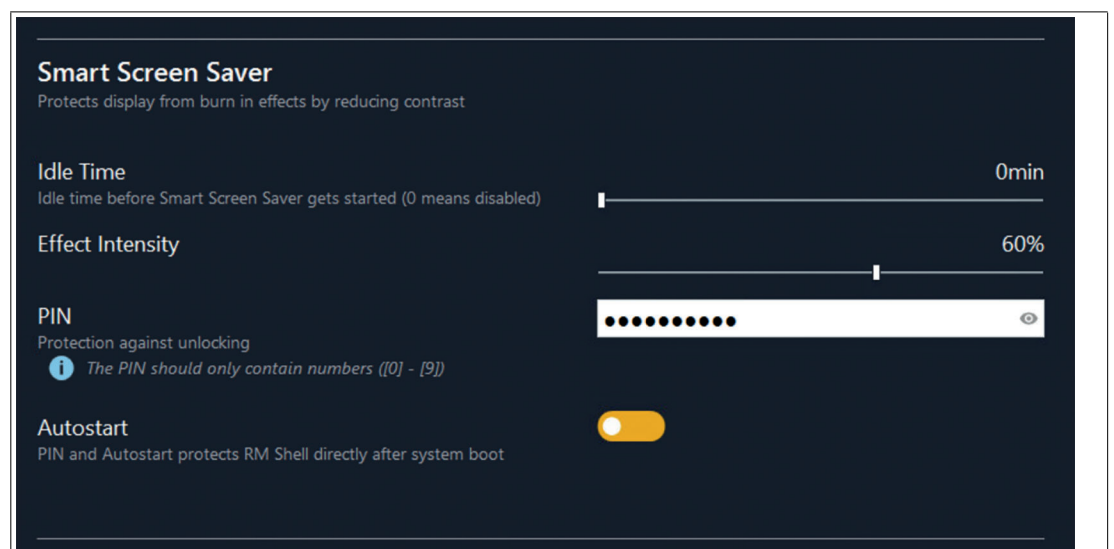 Smart Screen Saver
Protects display from burn in effects by reducing contrast
Idle Time
0min
Idle time before Smart Screen Saver gets started (0 means disabled)
Effect Intensity
60%
PIN
●●●●●●●●●●
Protection against unlocking
i The PIN should only contain numbers ([0] - [9])
Autostart
PIN and Autostart protects RM Shell directly after system boot